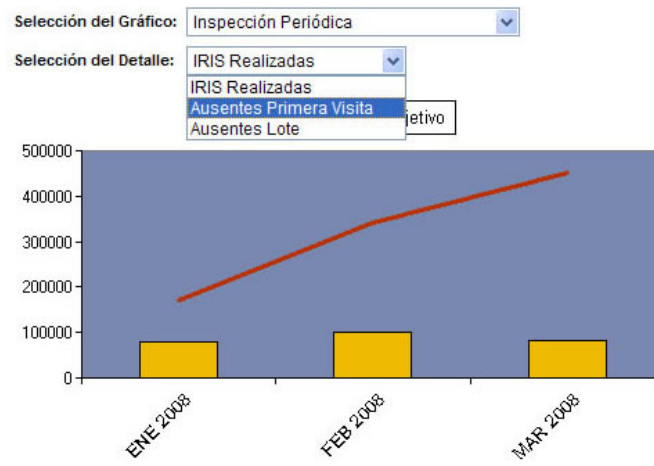 Selección del Gráfico: Inspección Periódica
Selección del Detalle: IRIS Realizadas
IRIS Realizadas
Ausentes Primera Visita
Ausentes Lote
jetivo
500000
400000
300000
200000
100000
0
ENE 2008
FEB 2008
MAR 2008